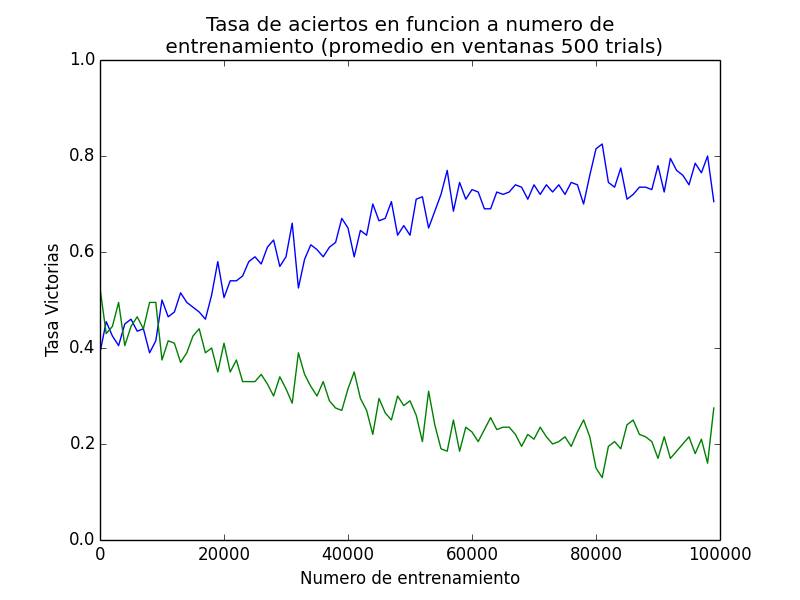 Tasa de aciertos en funcion a numero de
entrenamiento (promedio en ventanas 500 trials)
1.0
0.8
0.6
0.4
0.2
0.0
Tasa Victorias
0 20000 40000 60000 80000 100000
Numero de entrenamiento